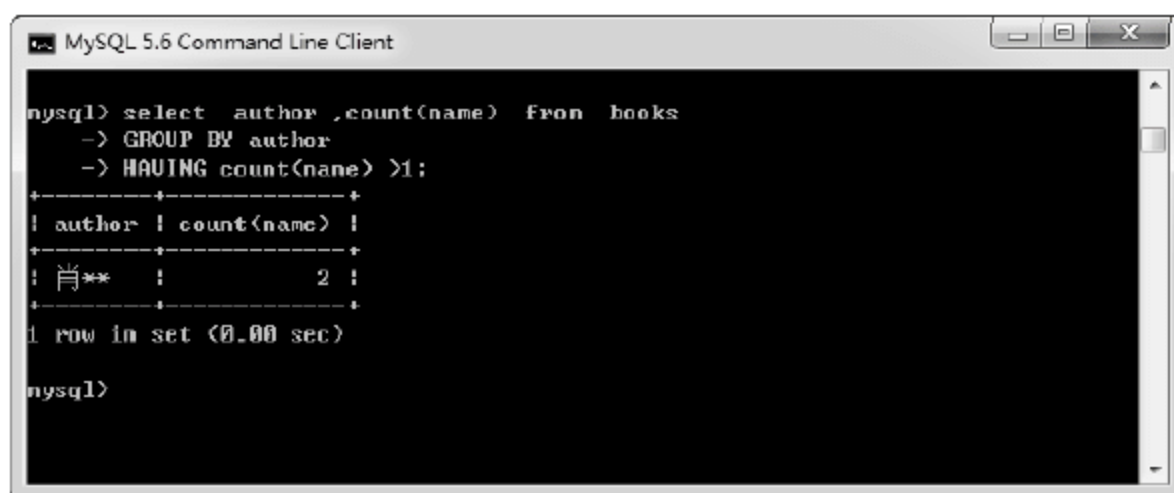 MySQL 5.6 Command Line Client
mysql> select  author ,count(name)  from  books
    -> GROUP BY author
    -> HAVING count(name) >1;
+--------+-------------+
| author | count(name) |
+--------+-------------+
| 肖**   |           2 |
+--------+-------------+
1 row in set (0.00 sec)
mysql>